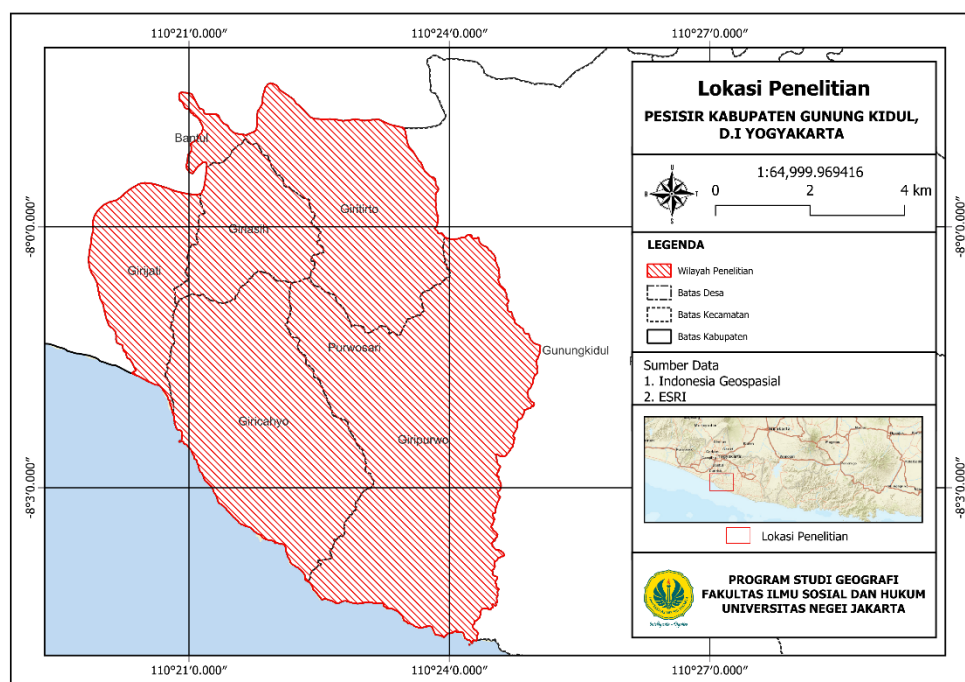 110°21′0.000″
110°24′0.000″
110°27′0.000″
-8°0′0.000″
-8°3′0.000″
Bantul
Giritirto
Giriasih
Girijati
Purwosari
Gunungkidul
Giricahyo
Giripurwo
Lokasi Penelitian
PESISIR KABUPATEN GUNUNG KIDUL,
D.I YOGYAKARTA
U
B
T
S
1:64,999.969416
0
2
4 km
LEGENDA
Wilayah Penelitian
Batas Desa
Batas Kecamatan
Batas Kabupaten
Sumber Data
1. Indonesia Geospasial
2. ESRI
Lokasi Penelitian
PROGRAM STUDI GEOGRAFI
FAKULTAS ILMU SOSIAL DAN HUKUM
UNIVERSITAS NEGEI JAKARTA
-8°0′0.000″
-8°3′0.000″
110°21′0.000″
110°24′0.000″
110°27′0.000″